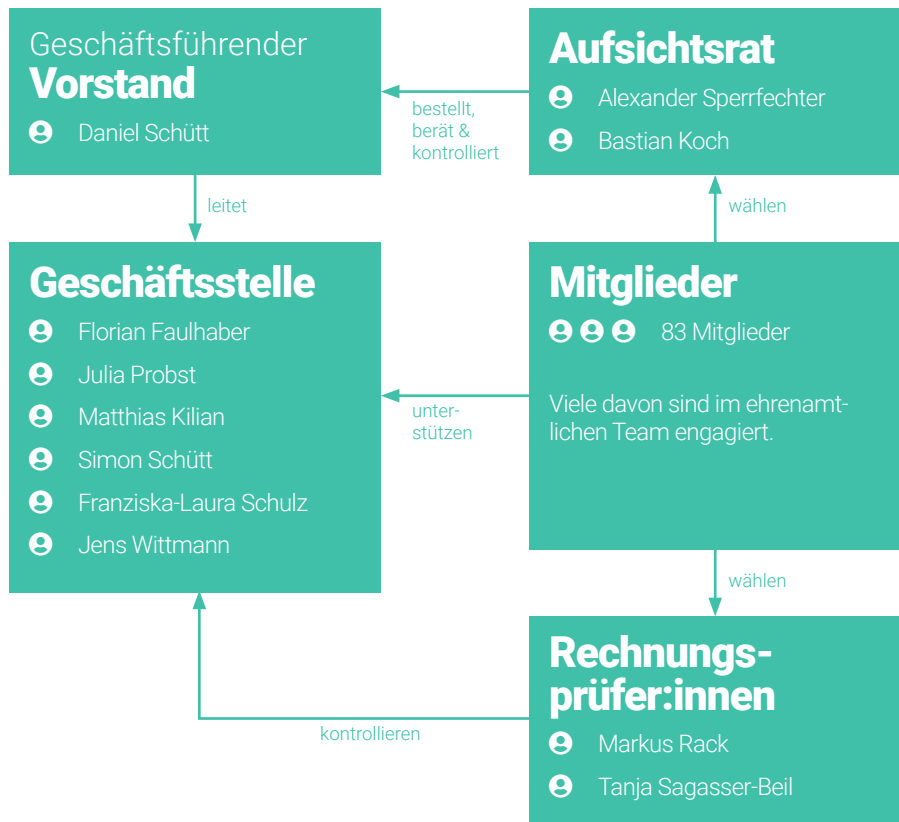 Geschäftsführender
Vorstand
Daniel Schütt
bestellt,
berät &
kontrolliert
Aufsichtsrat
Alexander Sperrfechter
Bastian Koch
leitet
wählen
Geschäftsstelle
Florian Faulhaber
Julia Probst
Matthias Kilian
Simon Schütt
Franziska-Laura Schulz
Jens Wittmann
unter-
stützen
Mitglieder
83 Mitglieder
Viele davon sind im ehrenamt-
lichen Team engagiert.
wählen
kontrollieren
Rechnungs-
prüfer:innen
Markus Rack
Tanja Sagasser-Beil